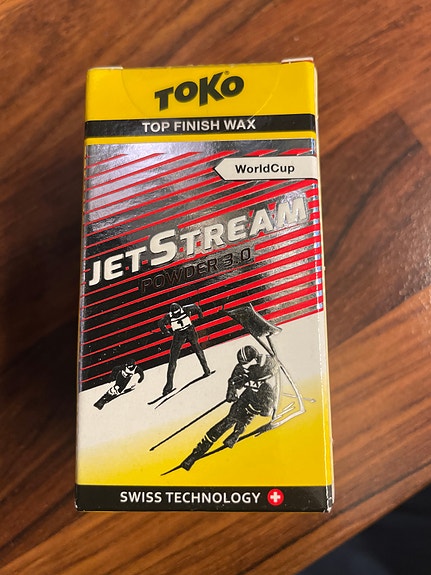 TOKO
TOP FINISH WAX
WorldCup
JETSTREAM
POWDER 3.0
SWISS TECHNOLOGY